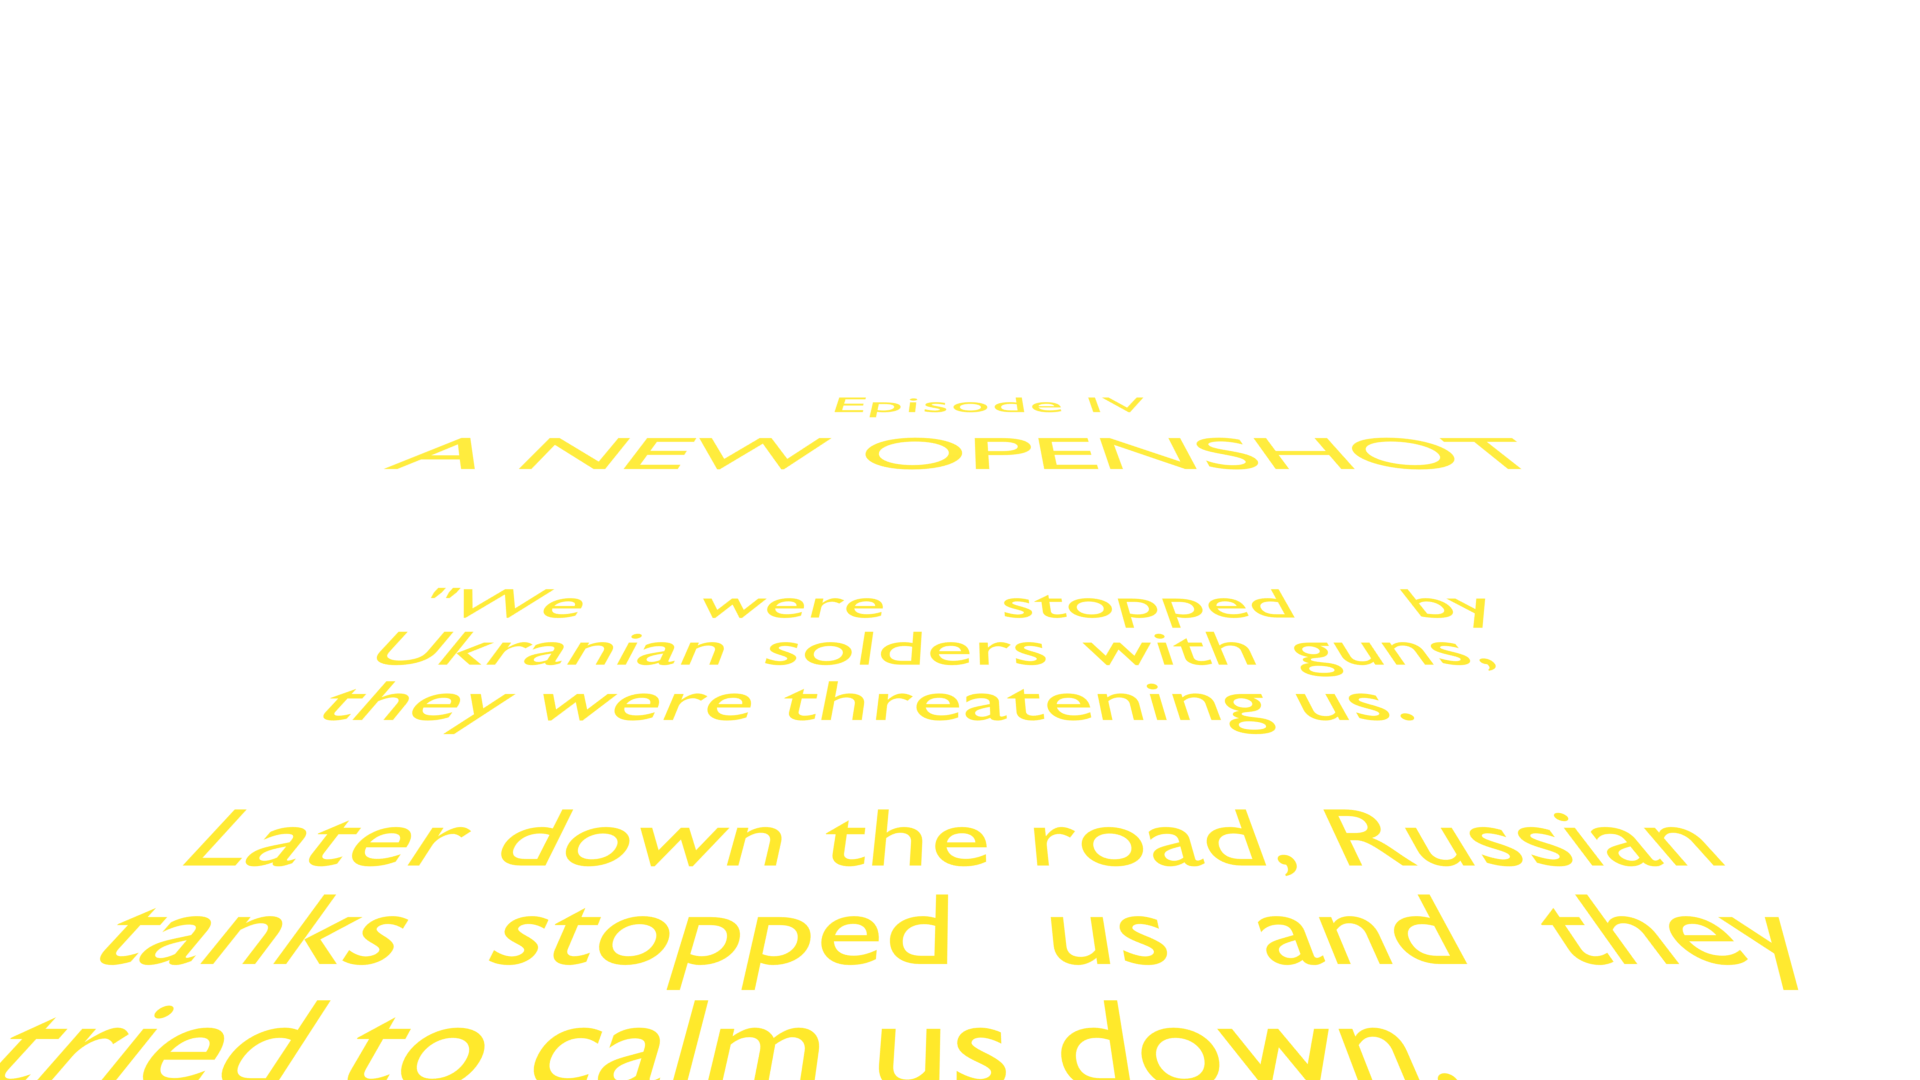 Episode IV
A NEW OPENSHOT
"We were stopped by
Ukranian solders with guns,
they were threatening us.
Later down the road, Russian
tanks stopped us and they
tried to calm us down.